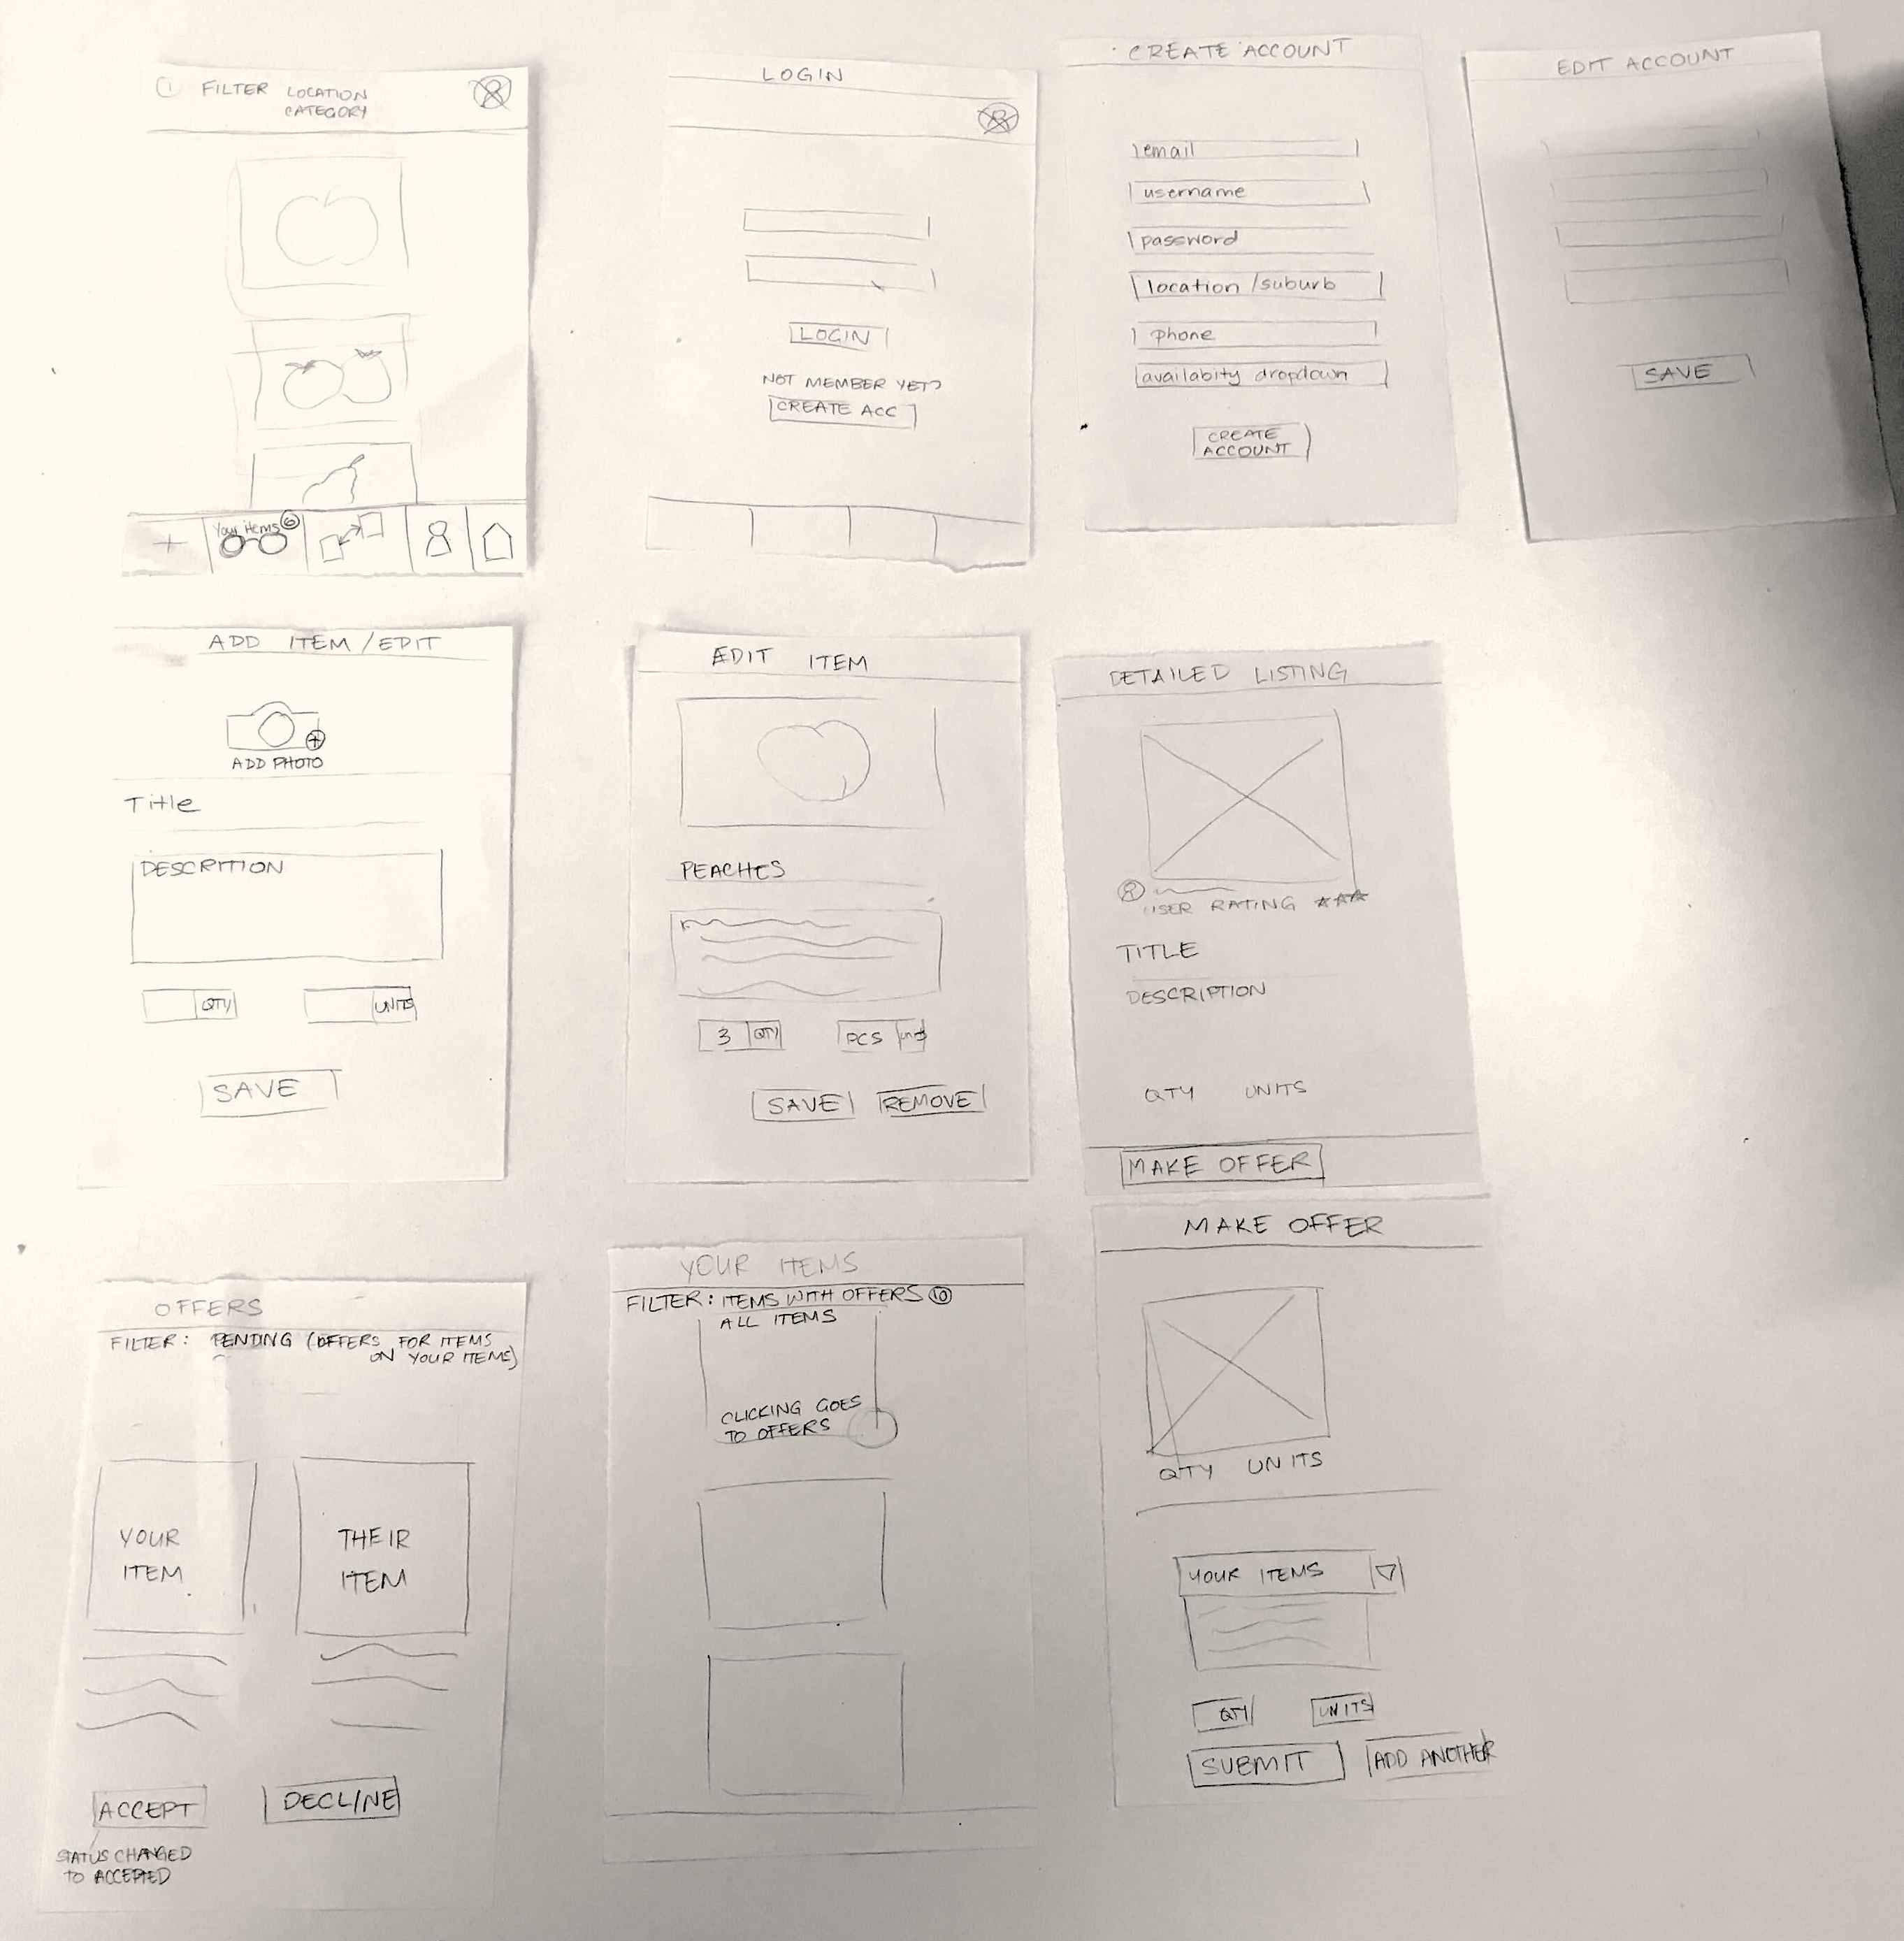 1 FILTER LOCATION
CATEGORY
Your items 6
LOGIN
LOGIN
NOT MEMBER YET?
CREATE ACC
CREATE ACCOUNT
email
username
password
location/suburb
phone
availabity dropdown
CREATE
ACCOUNT
EDIT ACCOUNT
SAVE
ADD ITEM/EDIT
ADD PHOTO
Title
DESCRITION
QTY UNITS
SAVE
EDIT ITEM
PEACHES
3 QTY PCS
SAVE REMOVE
DETAILED LISTING
USER RATING
TITLE
DESCRIPTION
QTY UNITS
MAKE OFFER
OFFERS
FILTER: PENDING (OFFERS FOR ITEMS
ON YOUR ITEMS)
YOUR
ITEM
THEIR
ITEM
ACCEPT DECLINE
STATUS CHANGED
to ACCEPTED
YOUR ITEMS
FILTER: ITEMS WITH OFFERS 10
ALL ITEMS
CLICKING GOES
TO OFFERS
MAKE OFFER
QTY UNITS
YOUR ITEMS
QTY UNITS
SUBMIT ADD ANOTHER